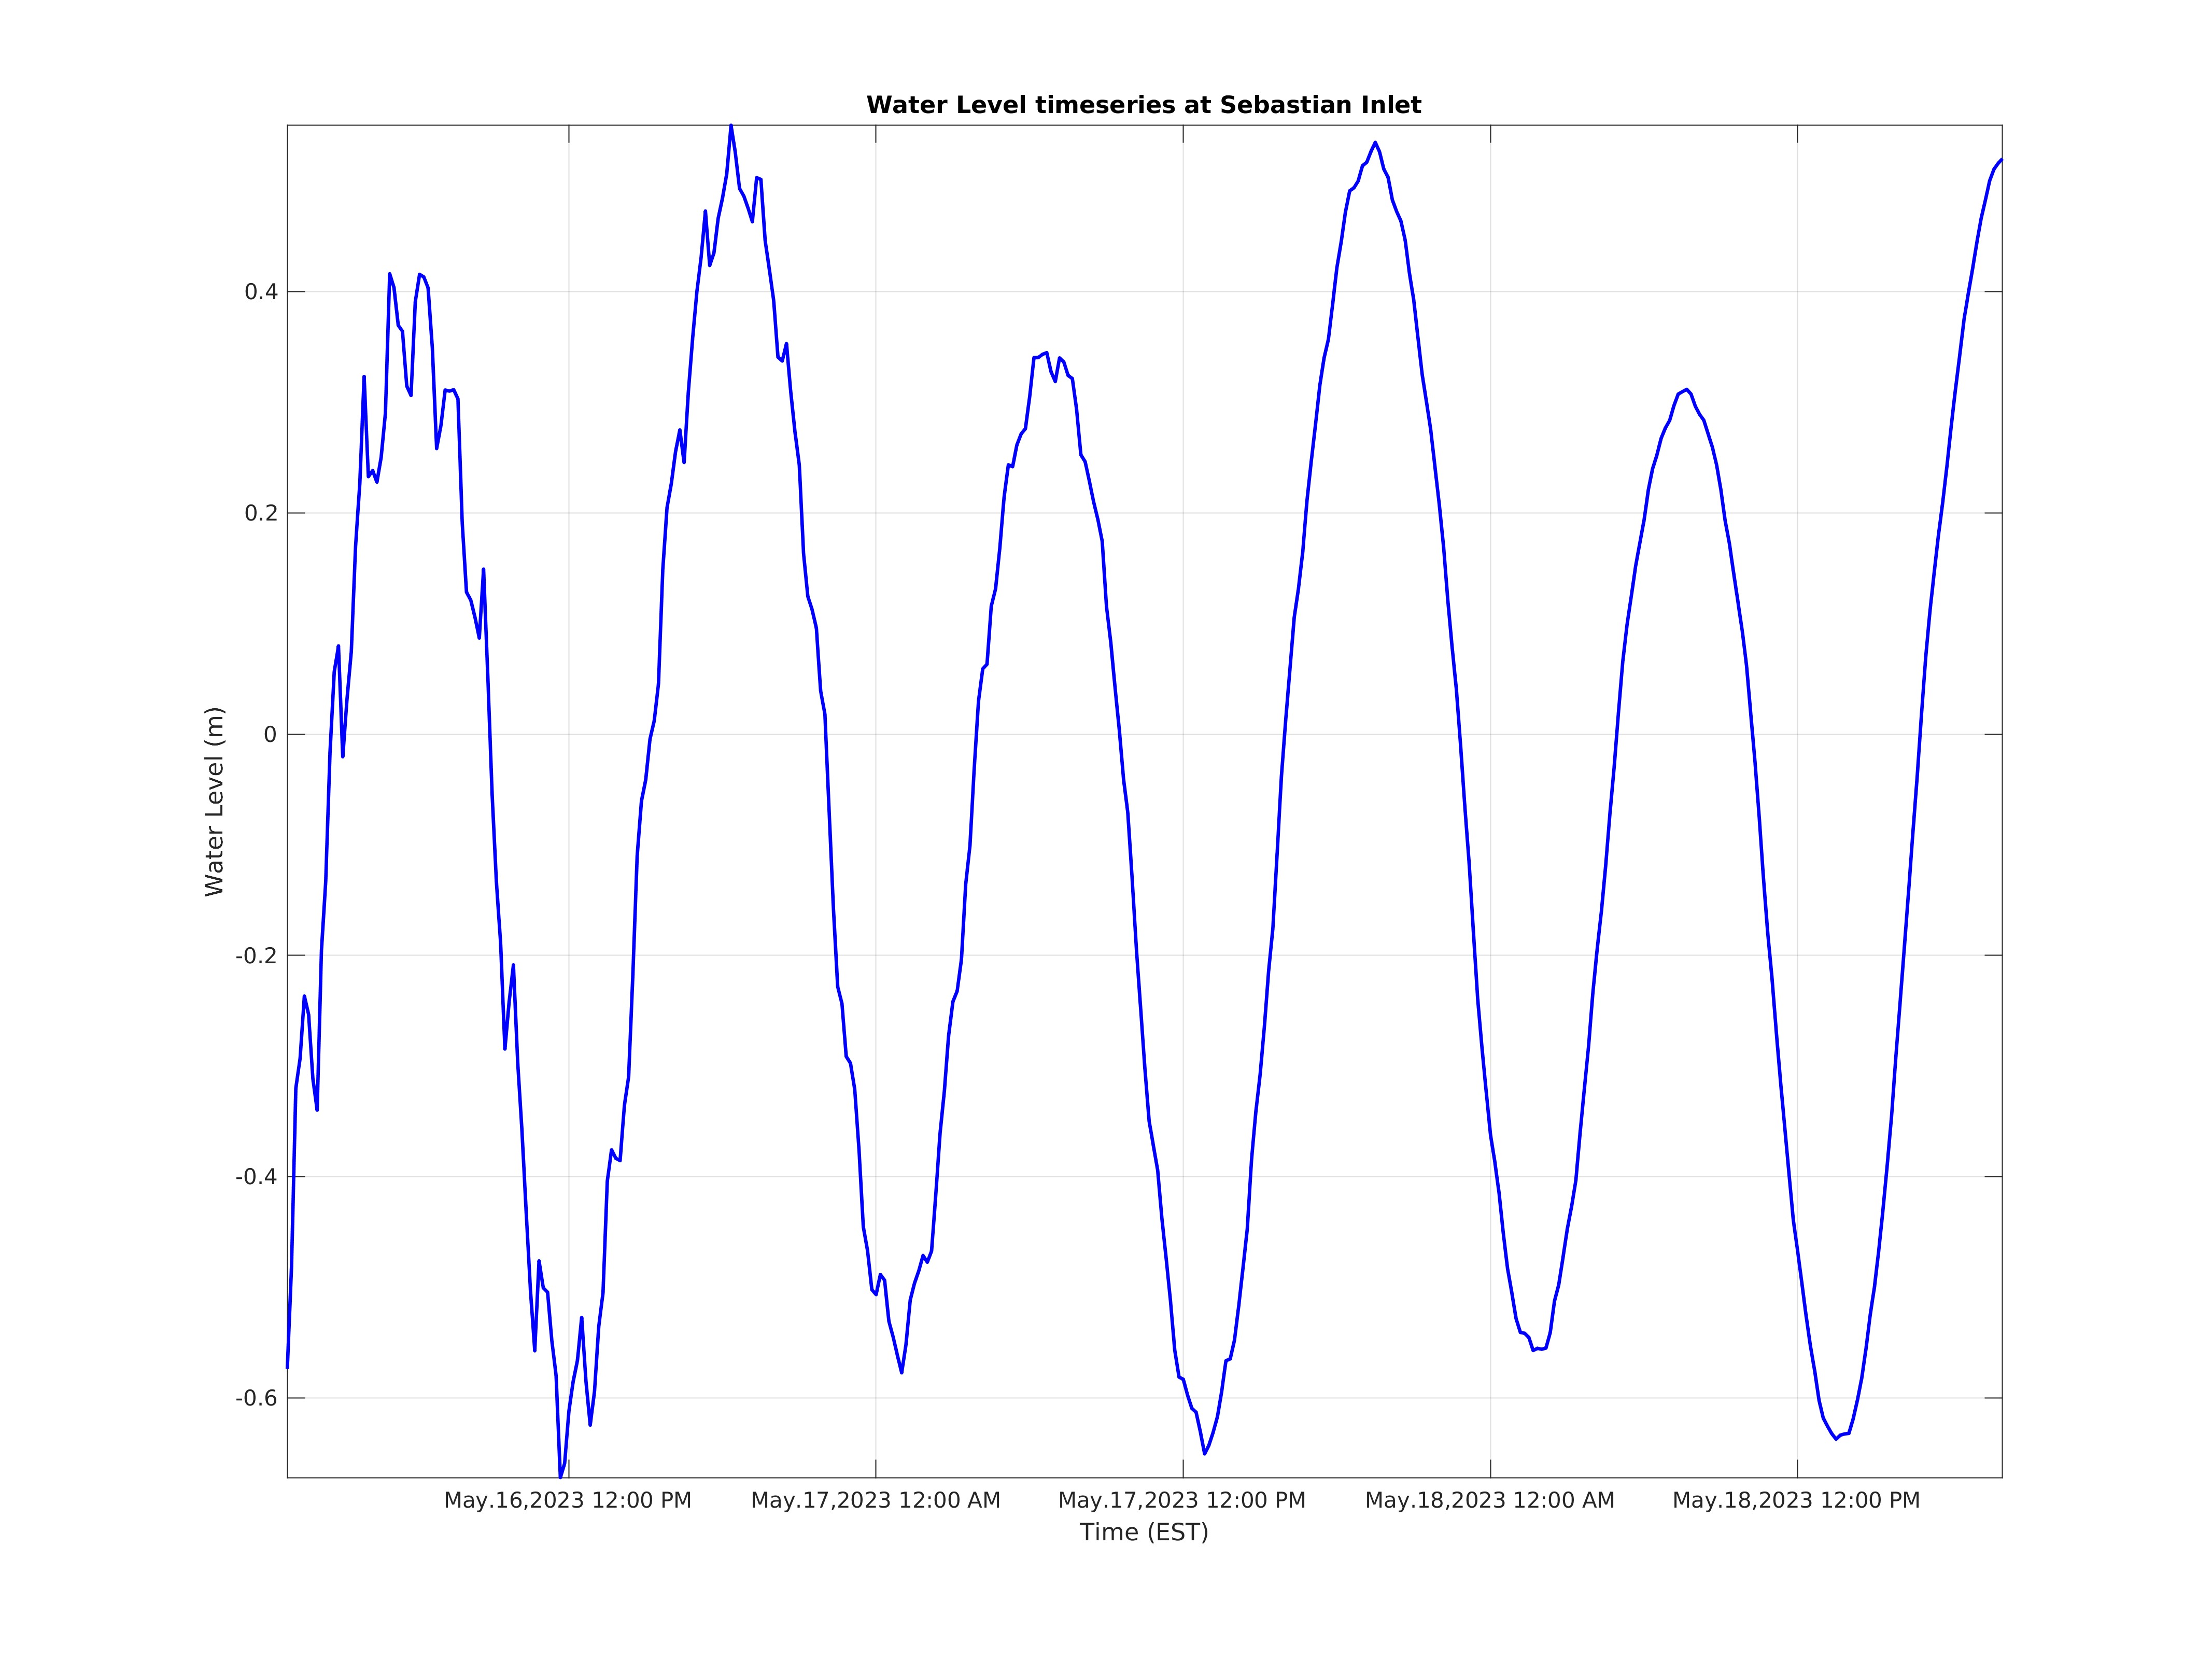 Water Level timeseries at Sebastian Inlet
Water Level (m)
0.4
0.2
0
-0.2
-0.4
-0.6
May.16,2023 12:00 PM
May.17,2023 12:00 AM
May.17,2023 12:00 PM
May.18,2023 12:00 AM
May.18,2023 12:00 PM
Time (EST)